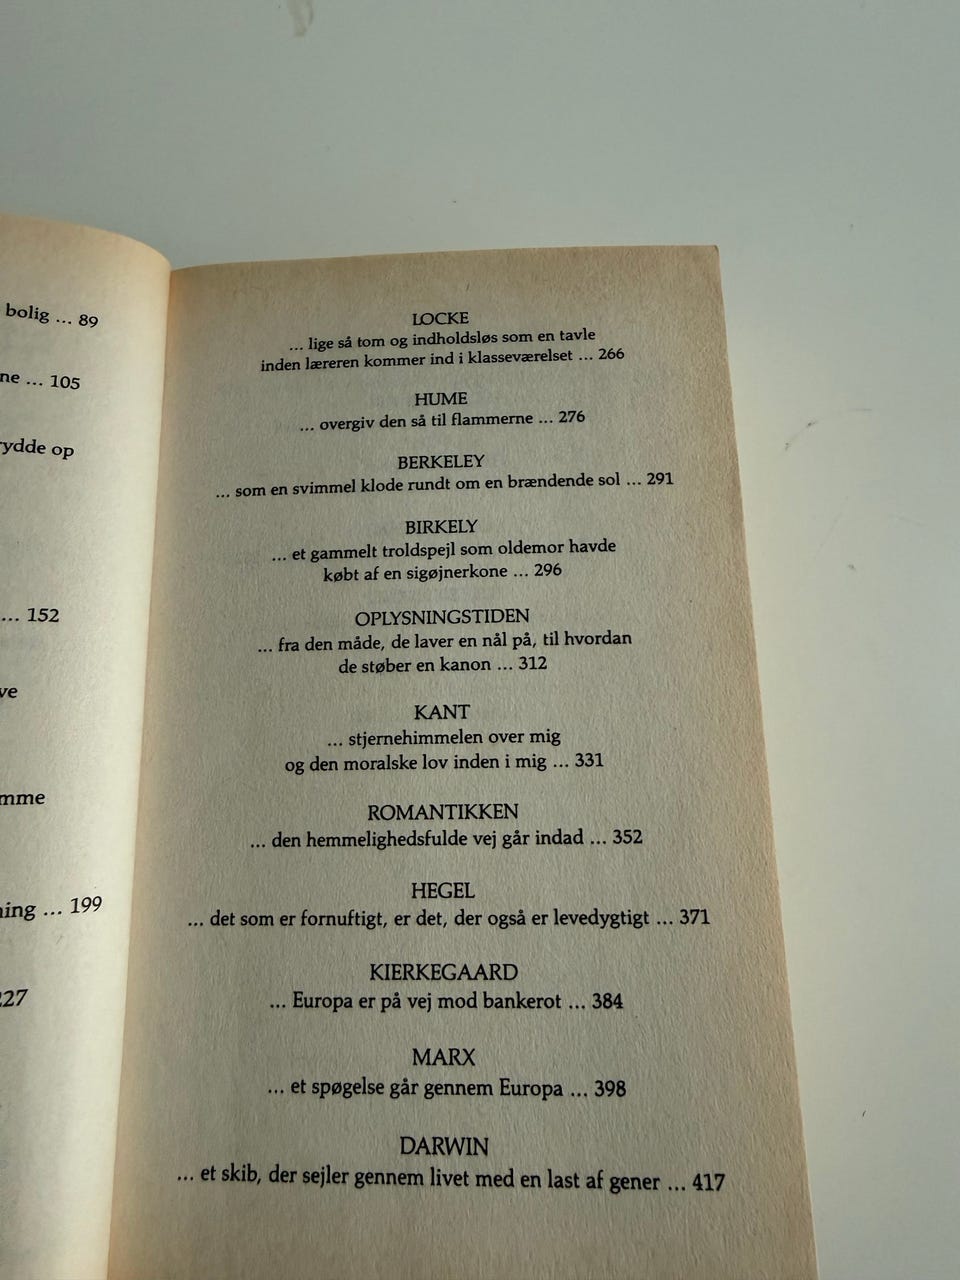 bolig ... 89
ne ... 105
rydde op
... 152
ve
mme
ning ... 199
227
LOCKE
... lige så tom og indholdsløs som en tavle
inden læreren kommer ind i klasseværelset ... 266
HUME
... overgiv den så til flammerne ... 276
BERKELEY
... som en svimmel klode rundt om en brændende sol ... 291
BIRKELY
... et gammelt troldspejl som oldemor havde
købt af en sigøjnerkone ... 296
OPLYSNINGSTIDEN
... fra den måde, de laver en nål på, til hvordan
de støber en kanon ... 312
KANT
... stjernehimmelen over mig
og den moralske lov inden i mig ... 331
ROMANTIKKEN
... den hemmelighedsfulde vej går indad ... 352
HEGEL
... det som er fornuftigt, er det, der også er levedygtigt ... 371
KIERKEGAARD
... Europa er på vej mod bankerot ... 384
MARX
... et spøgelse går gennem Europa ... 398
DARWIN
... et skib, der sejler gennem livet med en last af gener ... 417